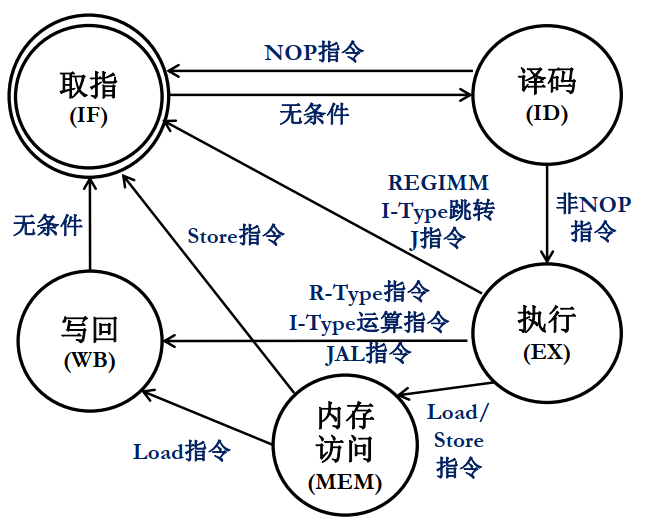 NOP指令
取指
(IF)
无条件
译码
(ID)
REGIMM
I-Type跳转
J指令
非NOP
指令
无条件
Store指令
R-Type指令
I-Type运算指令
JAL指令
写回
(WB)
执行
(EX)
内存
访问
(MEM)
Load/
Store
指令
Load指令